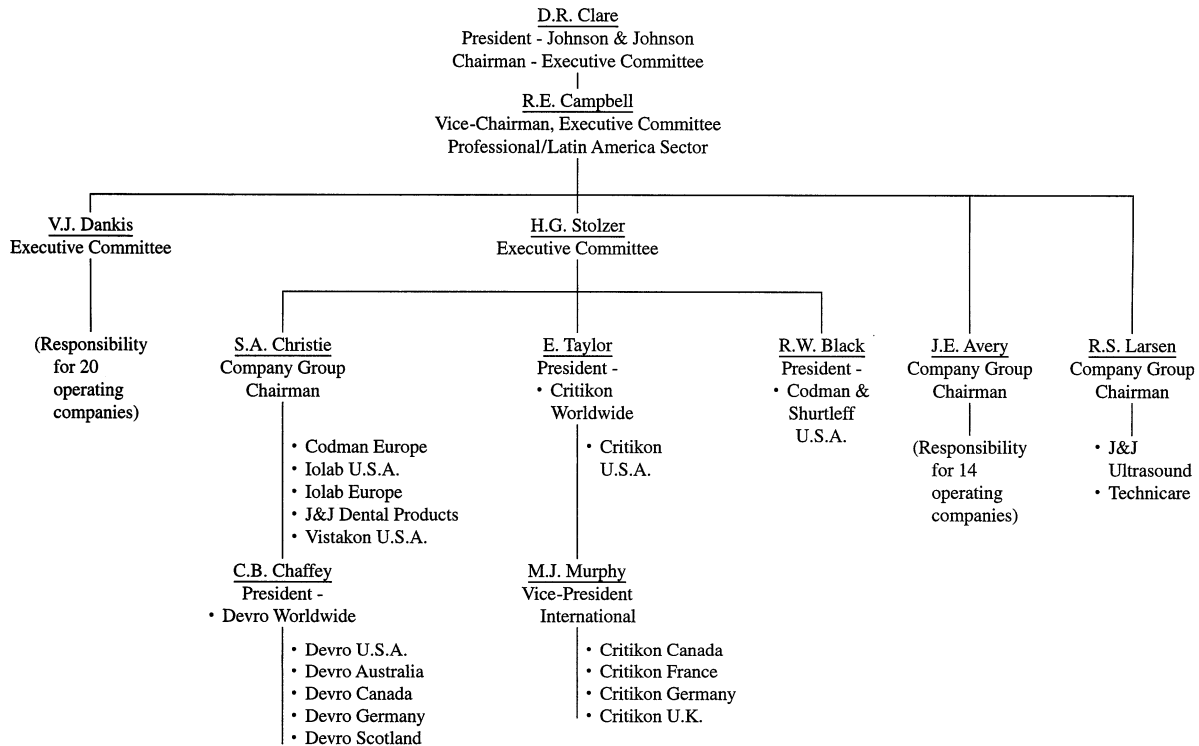 D.R. Clare
President - Johnson & Johnson
Chairman - Executive Committee
R.E. Campbell
Vice-Chairman, Executive Committee
Professional/Latin America Sector
V.J. Dankis
Executive Committee
(Responsibility
for 20
operating
companies)
H.G. Stolzer
Executive Committee
S.A. Christie
Company Group
Chairman
• Codman Europe
• Iolab U.S.A.
• Iolab Europe
• J&J Dental Products
• Vistakon U.S.A.
C.B. Chaffey
President -
• Devro Worldwide
• Devro U.S.A.
• Devro Australia
• Devro Canada
• Devro Germany
• Devro Scotland
E. Taylor
President -
• Critikon
Worldwide
• Critikon
U.S.A.
M.J. Murphy
Vice-President
International
• Critikon Canada
• Critikon France
• Critikon Germany
• Critikon U.K.
R.W. Black
President -
• Codman &
Shurtleff
U.S.A.
J.E. Avery
Company Group
Chairman
(Responsibility
for 14
operating
companies)
R.S. Larsen
Company Group
Chairman
• J&J
Ultrasound
• Technicare